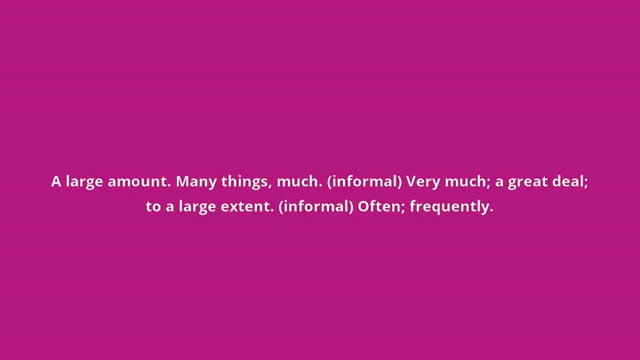 A large amount. Many things, much. (informal) Very much; a great deal;
to a large extent. (informal) Often; frequently.